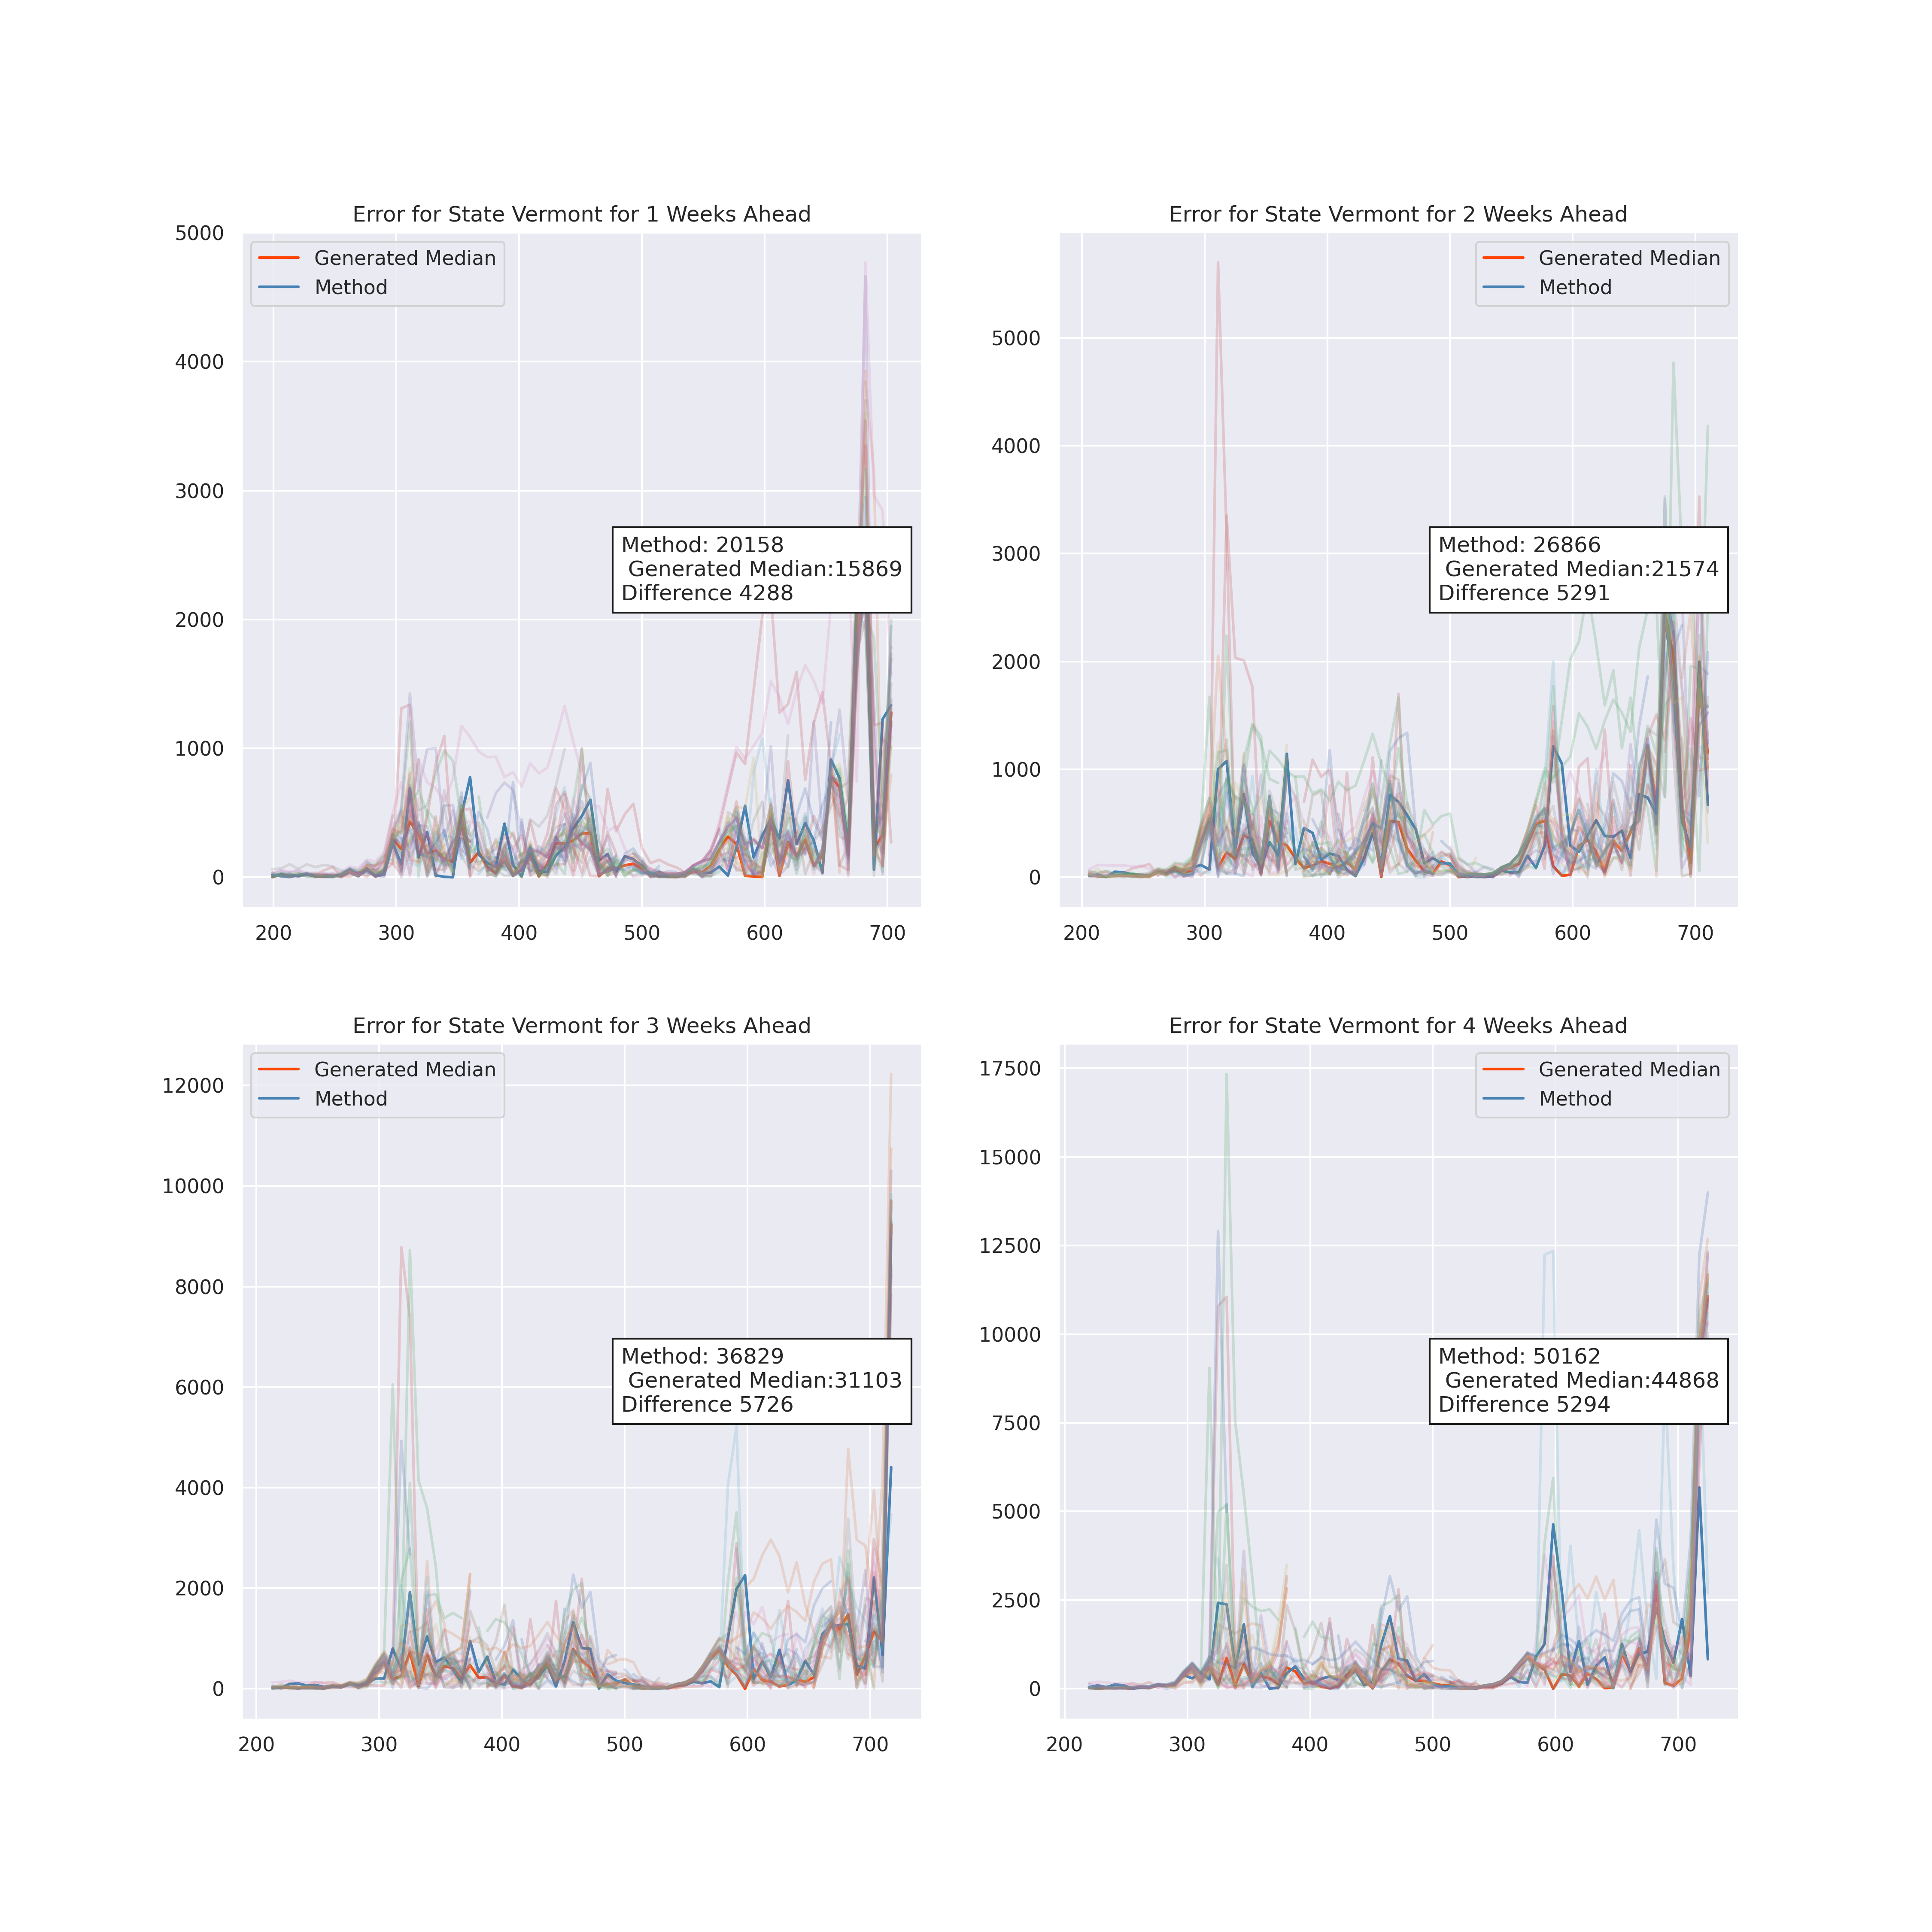 Error for State Vermont for 1 Weeks Ahead
5000
4000
3000
2000
1000
0
Generated Median
Method
Method: 20158
Generated Median:15869
Difference 4288
200 300 400 500 600 700
Error for State Vermont for 2 Weeks Ahead
5000
4000
3000
2000
1000
0
Generated Median
Method
Method: 26866
Generated Median:21574
Difference 5291
200 300 400 500 600 700
Error for State Vermont for 3 Weeks Ahead
12000
10000
8000
6000
4000
2000
0
Generated Median
Method
Method: 36829
Generated Median:31103
Difference 5726
200 300 400 500 600 700
Error for State Vermont for 4 Weeks Ahead
17500
15000
12500
10000
7500
5000
2500
0
Generated Median
Method
Method: 50162
Generated Median:44868
Difference 5294
200 300 400 500 600 700